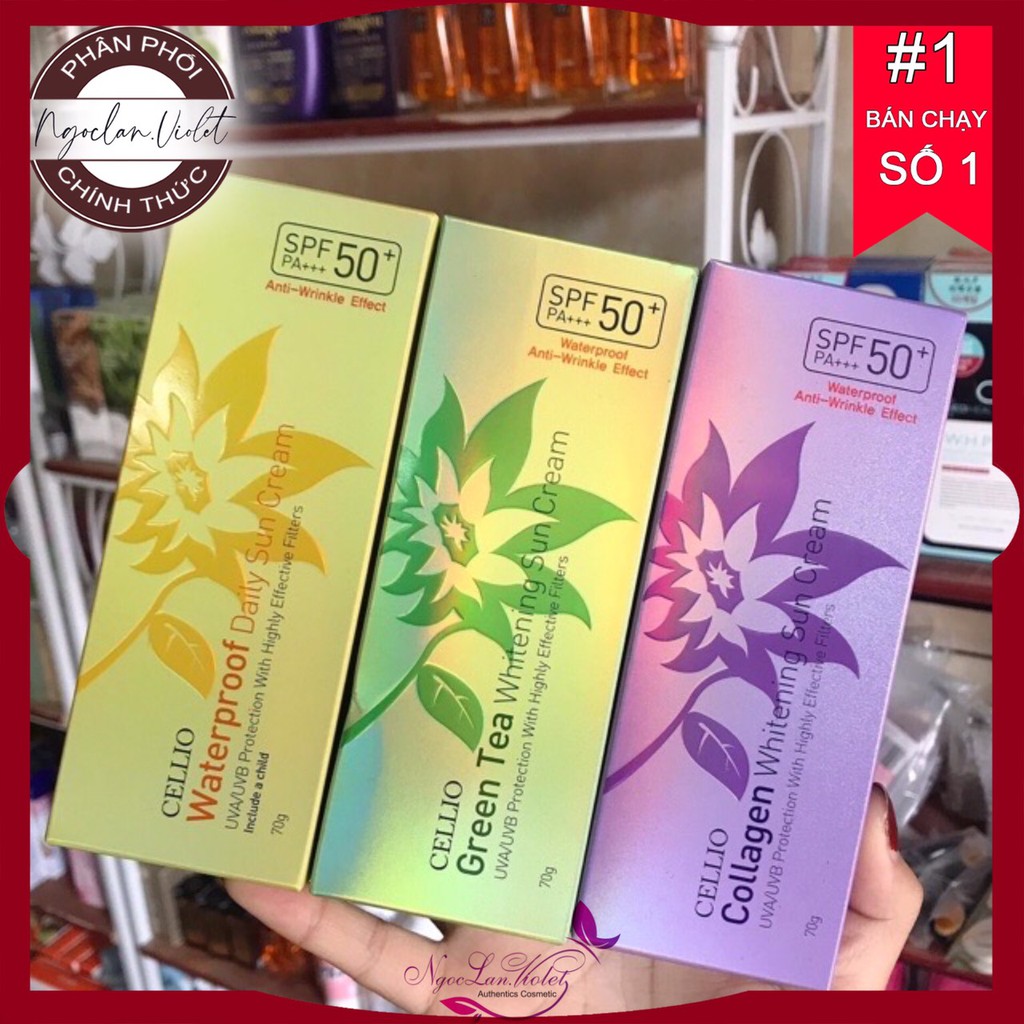 PHÂN PHỐI
Ngoclan.Violet
CHÍNH THỨC
#1
BÁN CHẠY
SỐ 1
SPF 50+
PA+++
Anti-Wrinkle Effect
CELLIO
Waterproof Daily Sun Cream
UVA/UVB Protection With Highly Effective Filters
Include a child
70g
SPF 50+
PA+++
Waterproof
Anti-Wrinkle Effect
CELLIO
Green Tea Whitening Sun Cream
UVA/UVB Protection With Highly Effective Filters
70g
SPF 50+
PA+++
Waterproof
Anti-Wrinkle Effect
CELLIO
Collagen Whitening Sun Cream
UVA/UVB Protection With Highly Effective Filters
70g
NgocLan.Violet
Authentics Cosmetic